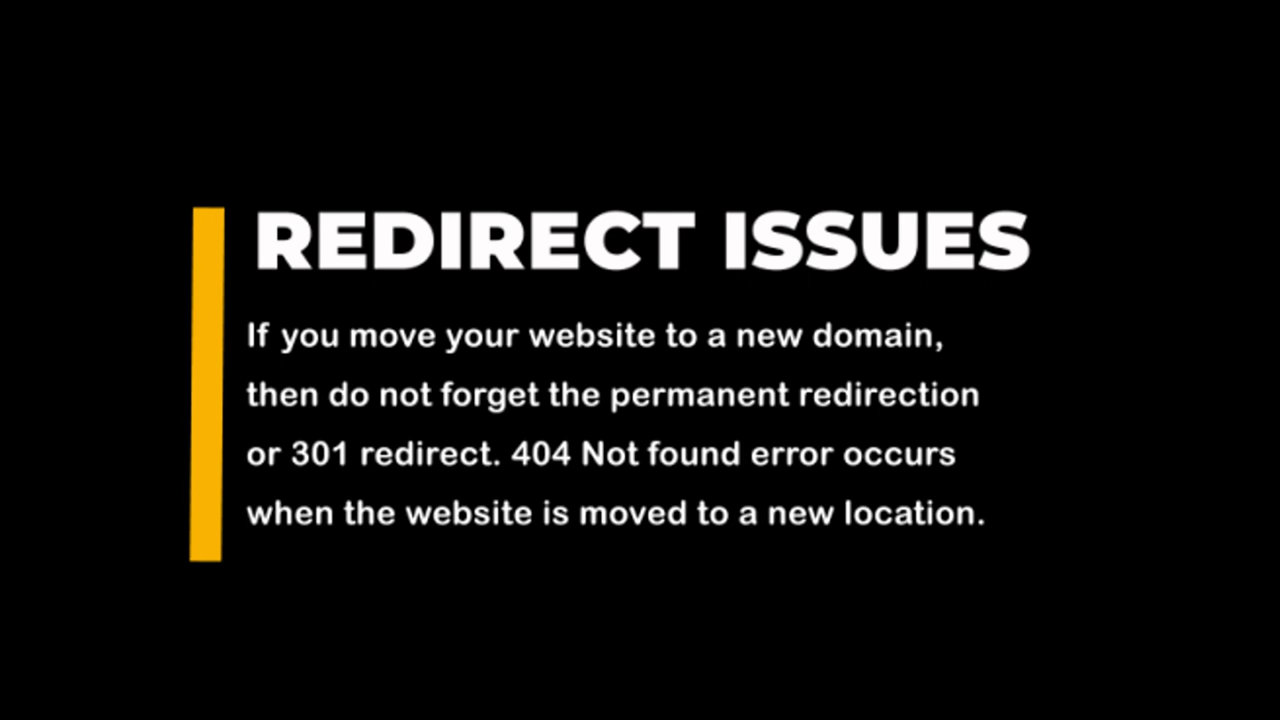 REDIRECT ISSUES
If you move your website to a new domain,
then do not forget the permanent redirection
or 301 redirect. 404 Not found error occurs
when the website is moved to a new location.